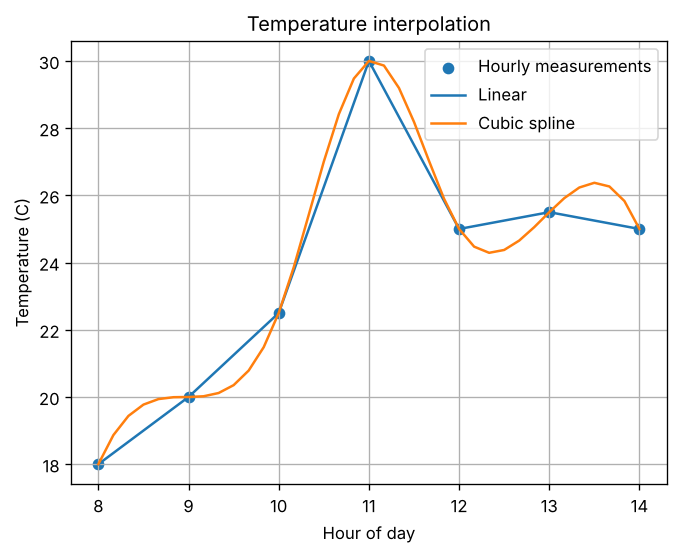 Temperature interpolation
Hourly measurements
Linear
Cubic spline
Temperature (C)
30
28
26
24
22
20
18
8 9 10 11 12 13 14
Hour of day